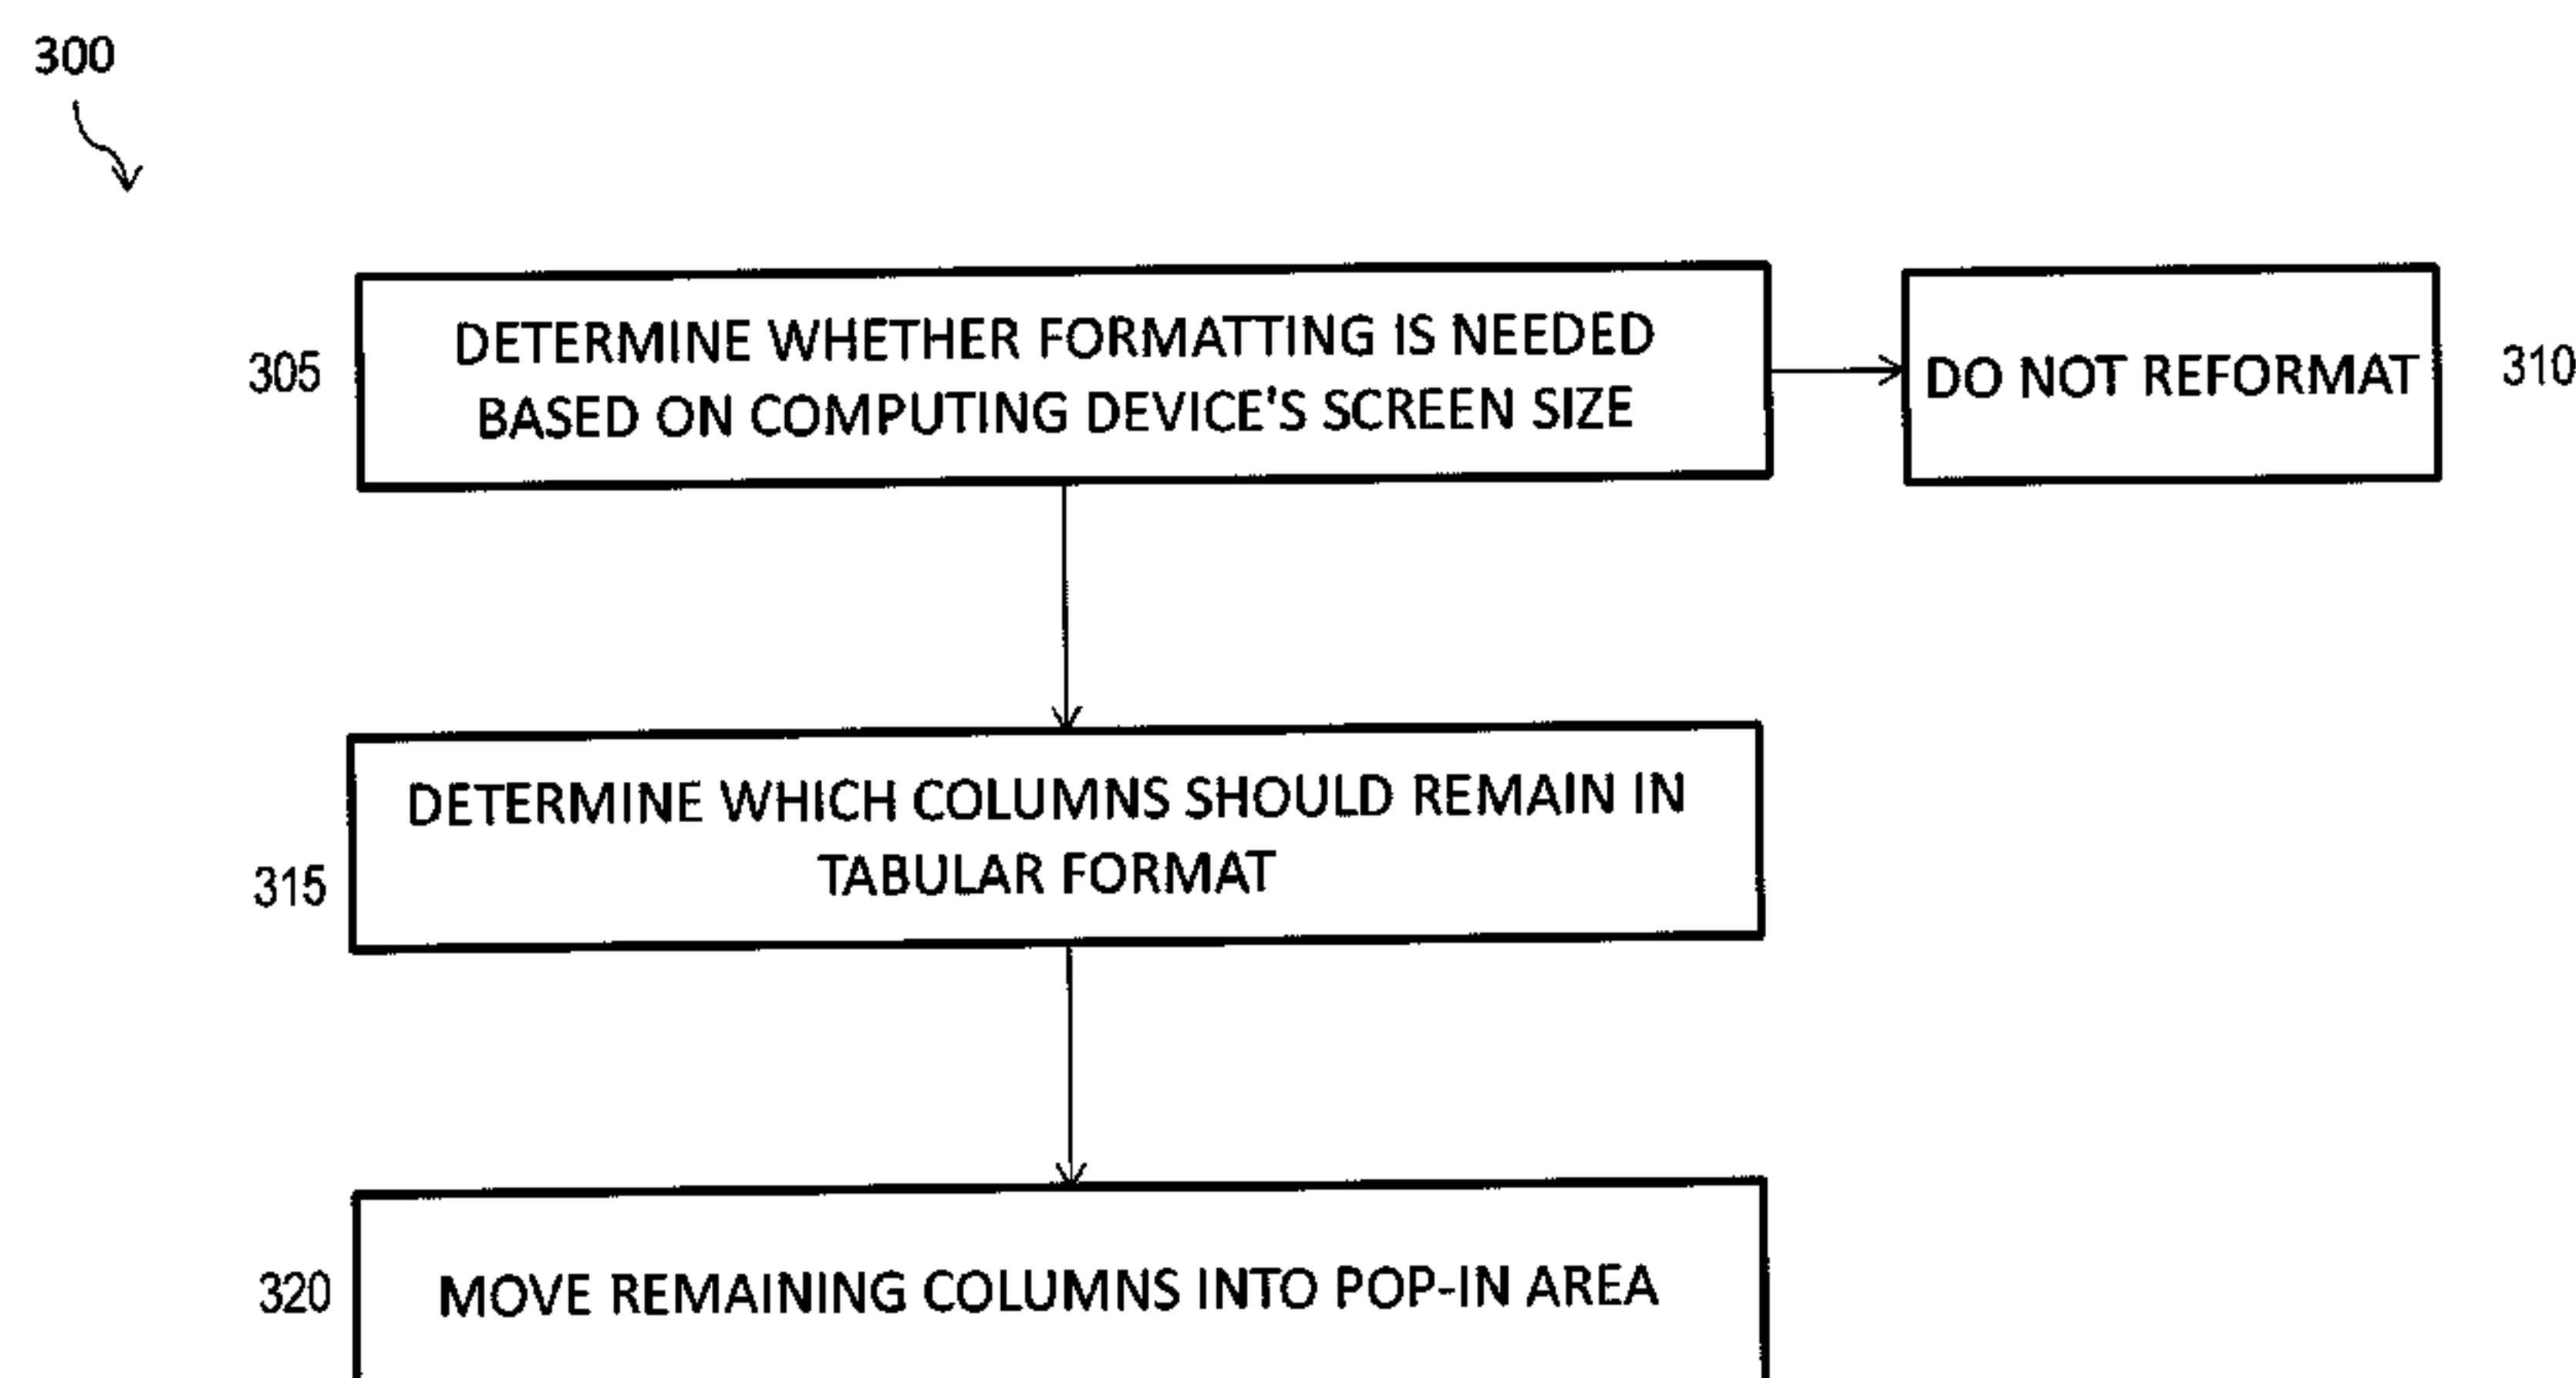 300
305
DETERMINE WHETHER FORMATTING IS NEEDED
BASED ON COMPUTING DEVICE'S SCREEN SIZE
DO NOT REFORMAT
310
DETERMINE WHICH COLUMNS SHOULD REMAIN IN
TABULAR FORMAT
315
320
MOVE REMAINING COLUMNS INTO POP-IN AREA